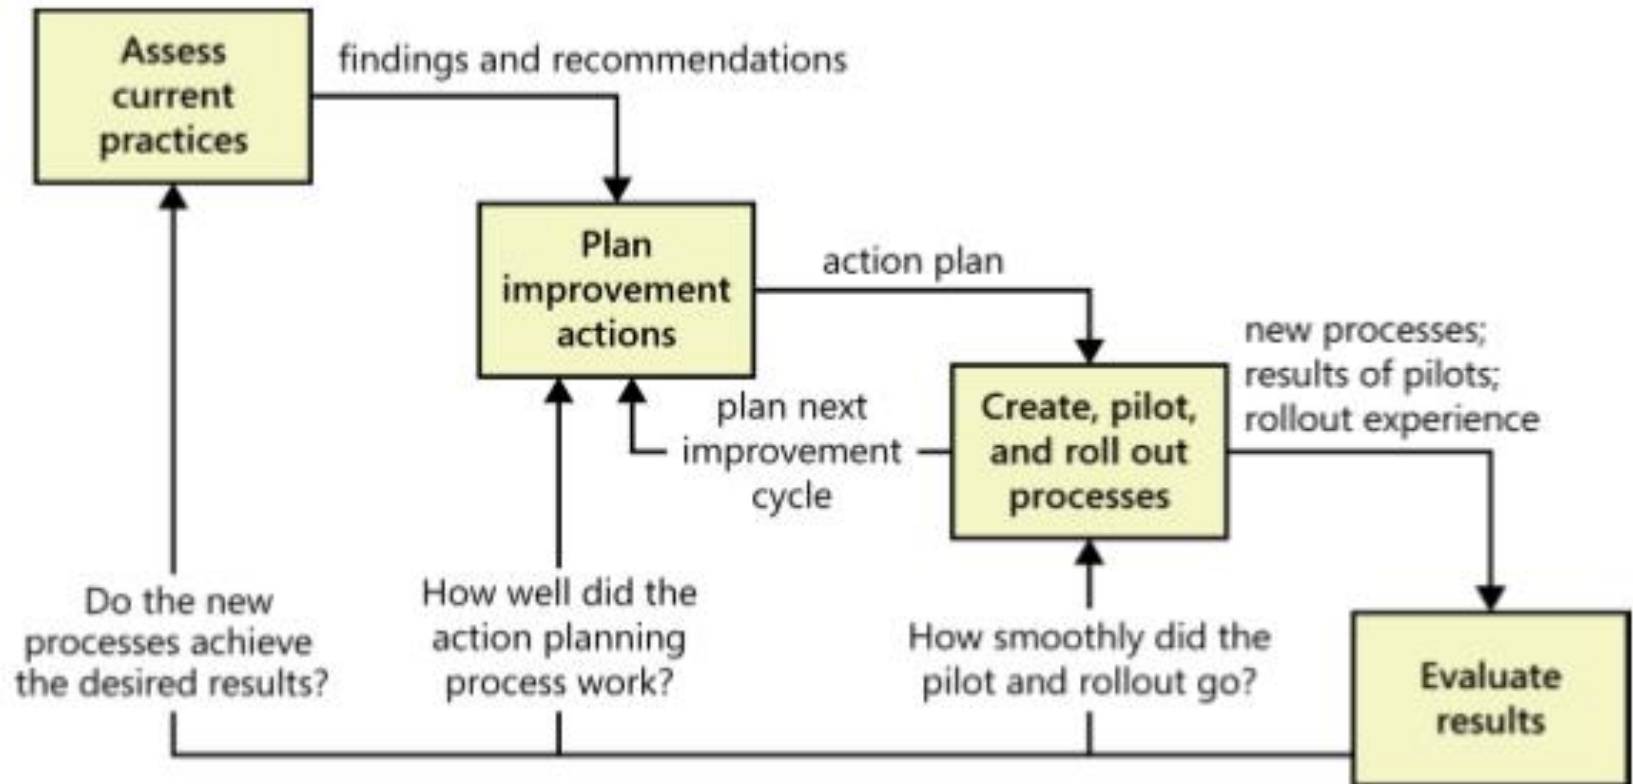 Assess
current
practices
findings and recommendations
Plan
improvement
actions
action plan
Create, pilot,
and roll out
processes
new processes;
results of pilots;
rollout experience
plan next
improvement
cycle
Do the new
processes achieve
the desired results?
How well did the
action planning
process work?
How smoothly did the
pilot and rollout go?
Evaluate
results